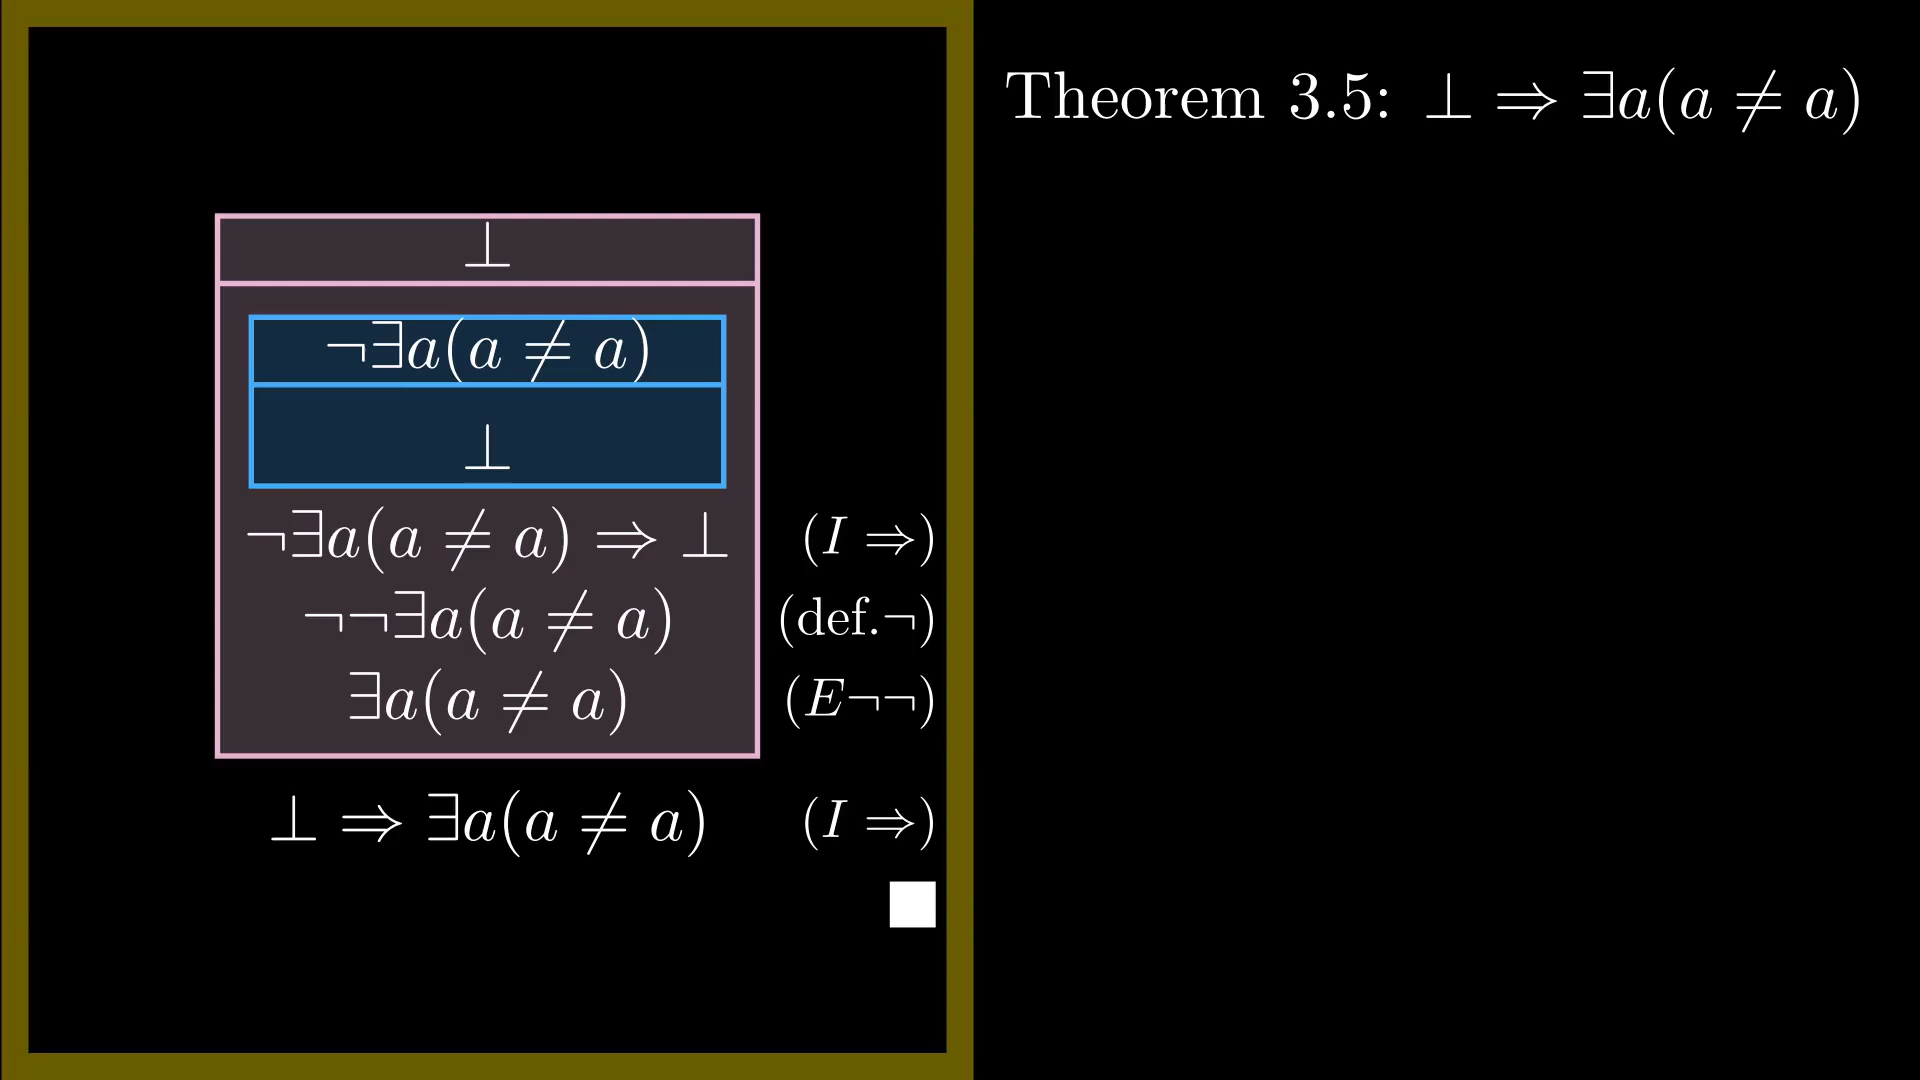 ⊥
¬∃a(a ≠ a)
⊥
¬∃a(a ≠ a) ⇒ ⊥ (I ⇒)
¬¬∃a(a ≠ a) (def.¬)
∃a(a ≠ a) (E¬¬)
⊥ ⇒ ∃a(a ≠ a) (I ⇒)
Theorem 3.5: ⊥ ⇒ ∃a(a ≠ a)